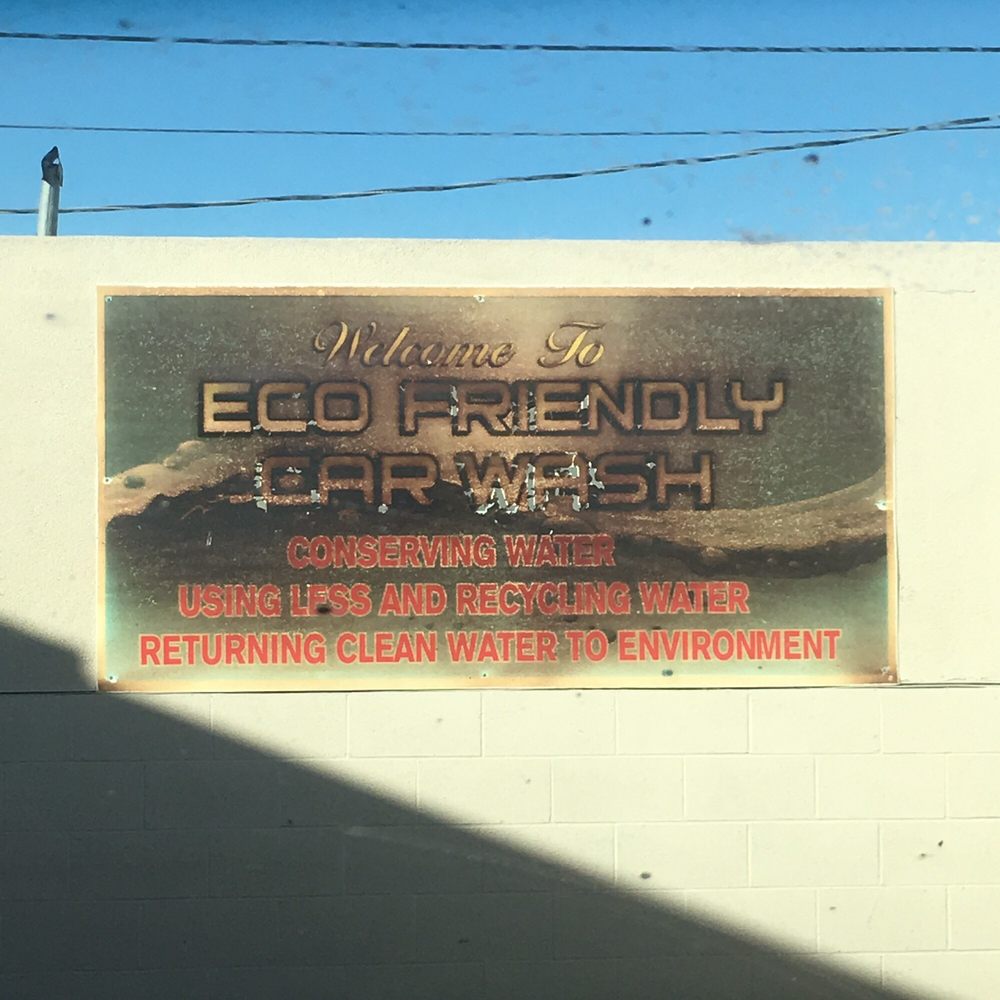 Welcome To
ECO FRIENDLY
CAR WASH
CONSERVING WATER
USING LESS AND RECYCLING WATER
RETURNING CLEAN WATER TO ENVIRONMENT